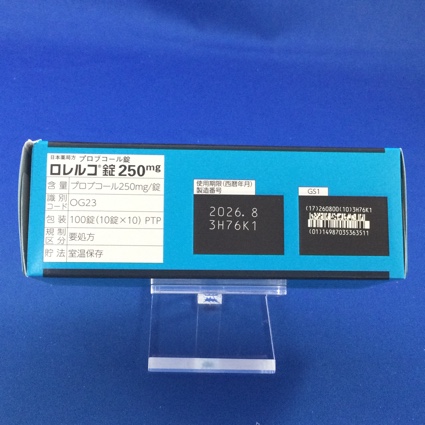 日本薬局方 プロブコール錠
ロレルコ®錠250mg
含量 プロブコール250mg/錠
識別コード OG23
包装 100錠(10錠×10) PTP
規制区分 要処方
貯法 室温保存
使用期限(西暦年月)
製造番号
2026.8
3H76K1
GS1
(17)260800(10)3H76K1
(01)14987035363511